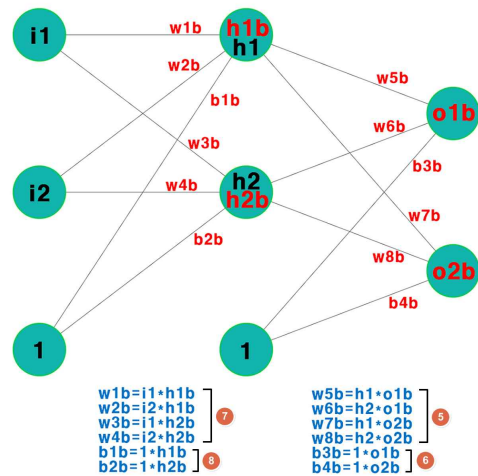 i1
w1b
h1b
h1
w2b
b1b
w5b
o1b
w3b
w6b
b3b
i2
w4b
h2
h2b
w7b
b2b
w8b
o2b
b4b
1
1
w1b=i1*h1b
w2b=i2*h1b
w3b=i1*h2b
w4b=i2*h2b
7
b1b=1*h1b
b2b=1*h2b
8
w5b=h1*o1b
w6b=h2*o1b
w7b=h1*o2b
w8b=h2*o2b
5
b3b=1*o1b
b4b=1*o2b
6